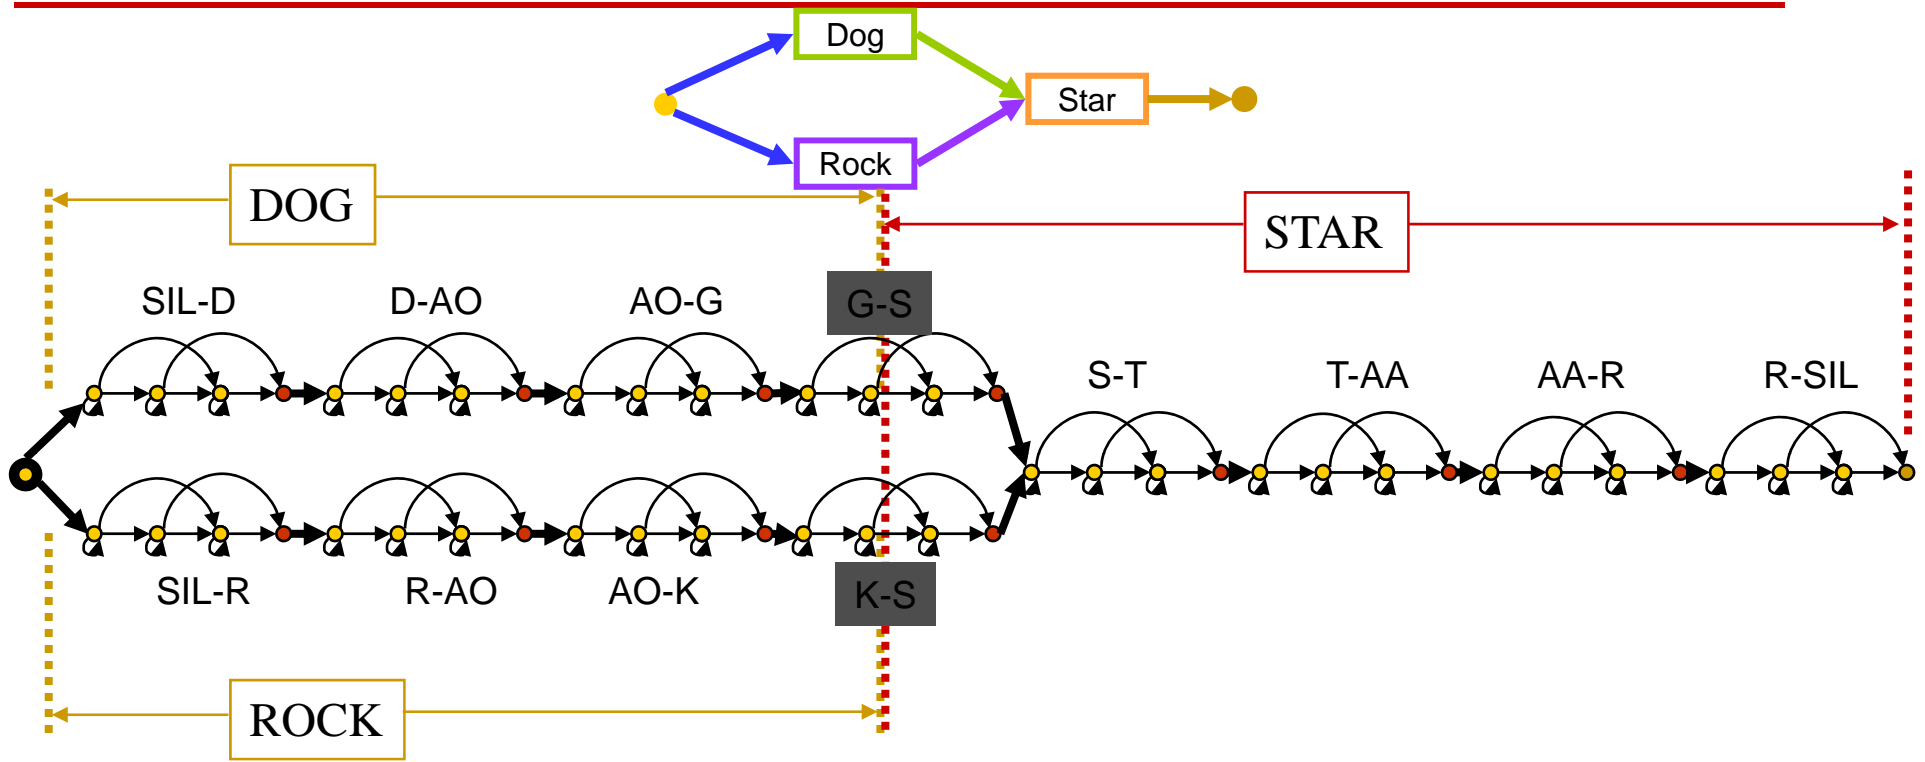 Dog
Star
Rock
DOG
STAR
SIL-D D-AO AO-G G-S
S-T T-AA AA-R R-SIL
SIL-R R-AO AO-K K-S
ROCK